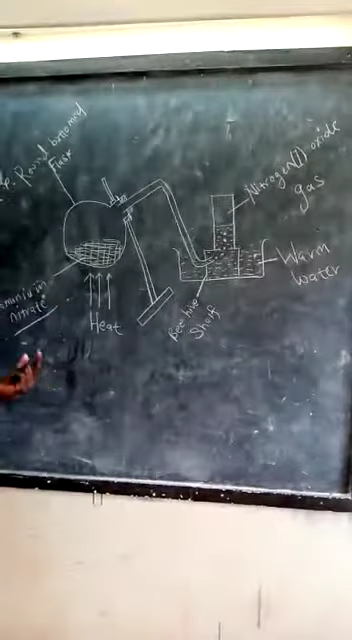 Round bottomed
Flask
Nitrogen(I) oxide
gas
Warm
water
nitrate
Heat
Bee hive
Shelf